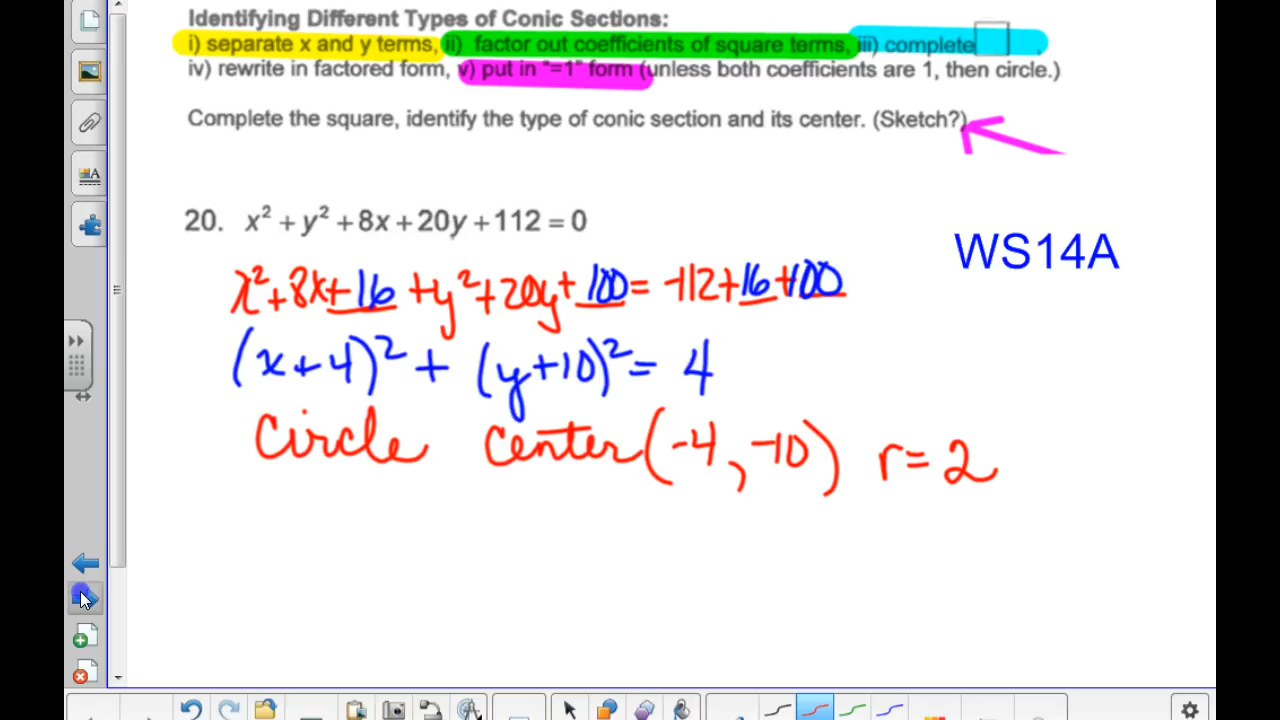 Identifying Different Types of Conic Sections:
i) separate x and y terms, ii) factor out coefficients of square terms, iii) complete □ ,
iv) rewrite in factored form, v) put in "=1" form (unless both coefficients are 1, then circle.)
Complete the square, identify the type of conic section and its center. (Sketch?)
20. x² + y² + 8x + 20y + 112 = 0
WS14A
x² + 8x + 16 + y² + 20y + 100 = -112 + 16 + 100
(x + 4)² + (y + 10)² = 4
Circle center (-4, -10) r = 2